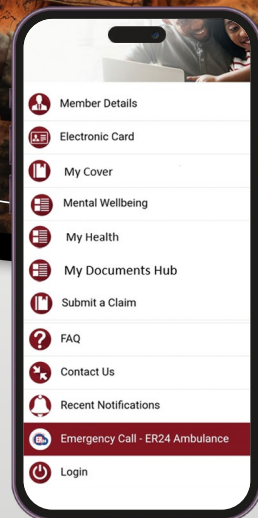 Member Details
Electronic Card
My Cover
Mental Wellbeing
My Health
My Documents Hub
Submit a Claim
FAQ
Contact Us
Recent Notifications
Emergency Call - ER24 Ambulance
Login